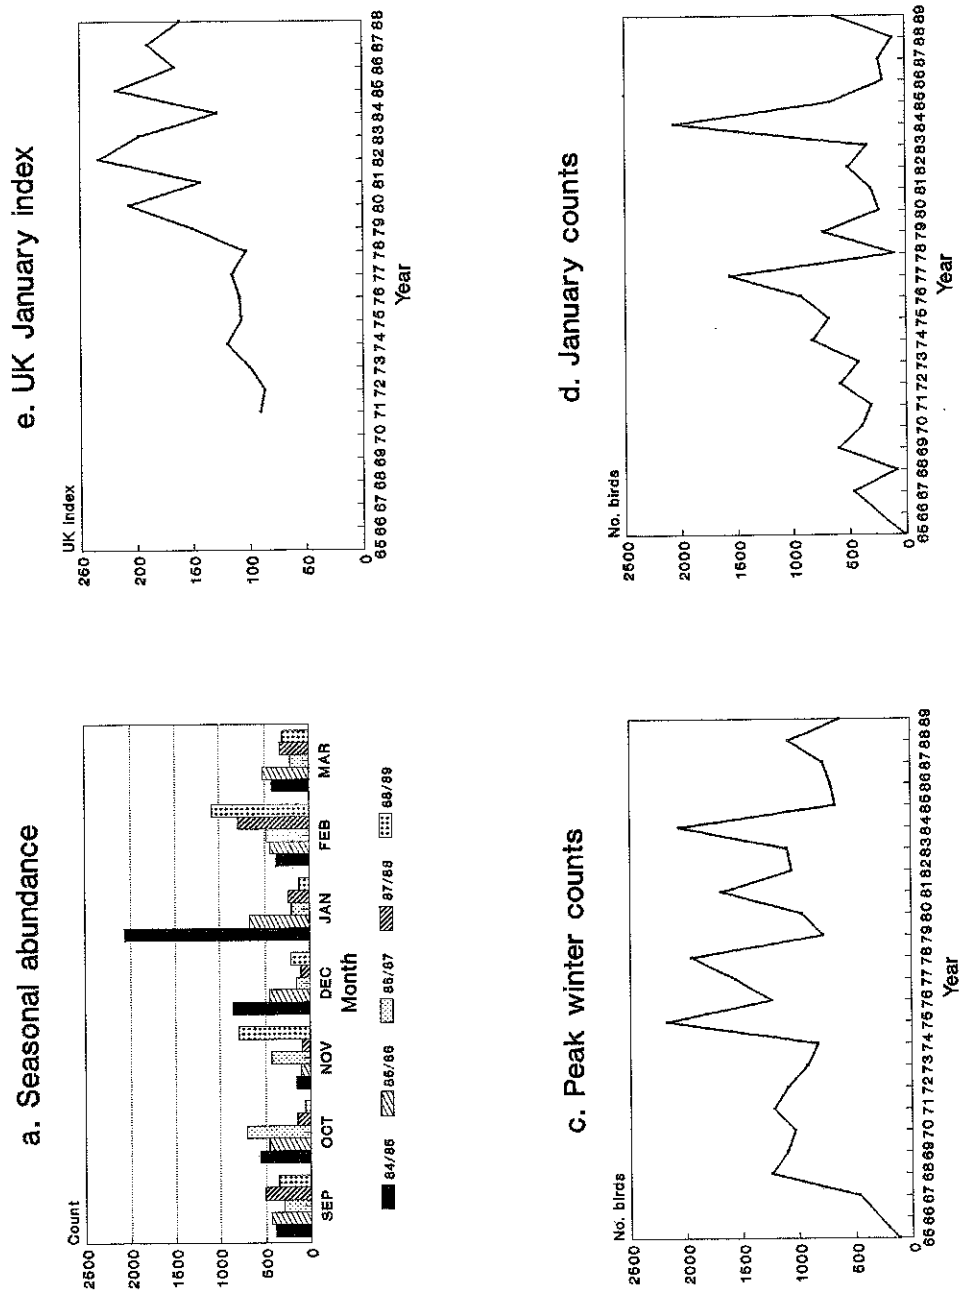 a. Seasonal abundance
Count
2500
2000
1500
1000
500
0
SEP OCT NOV DEC JAN FEB MAR
Month
84/85 85/86 86/87 87/88 88/89
e. UK January index
UK index
250
200
150
100
50
65 66 67 68 69 70 71 72 73 74 75 76 77 78 79 80 81 82 83 84 85 86 87 88
Year
c. Peak winter counts
No. birds
2500
2000
1500
1000
500
0
65 66 67 68 69 70 71 72 73 74 75 76 77 78 79 80 81 82 83 84 85 86 87 88 89
Year
d. January counts
No. birds
2500
2000
1500
1000
500
0
65 66 67 68 69 70 71 72 73 74 75 76 77 78 79 80 81 82 83 84 85 86 87 88 89
Year